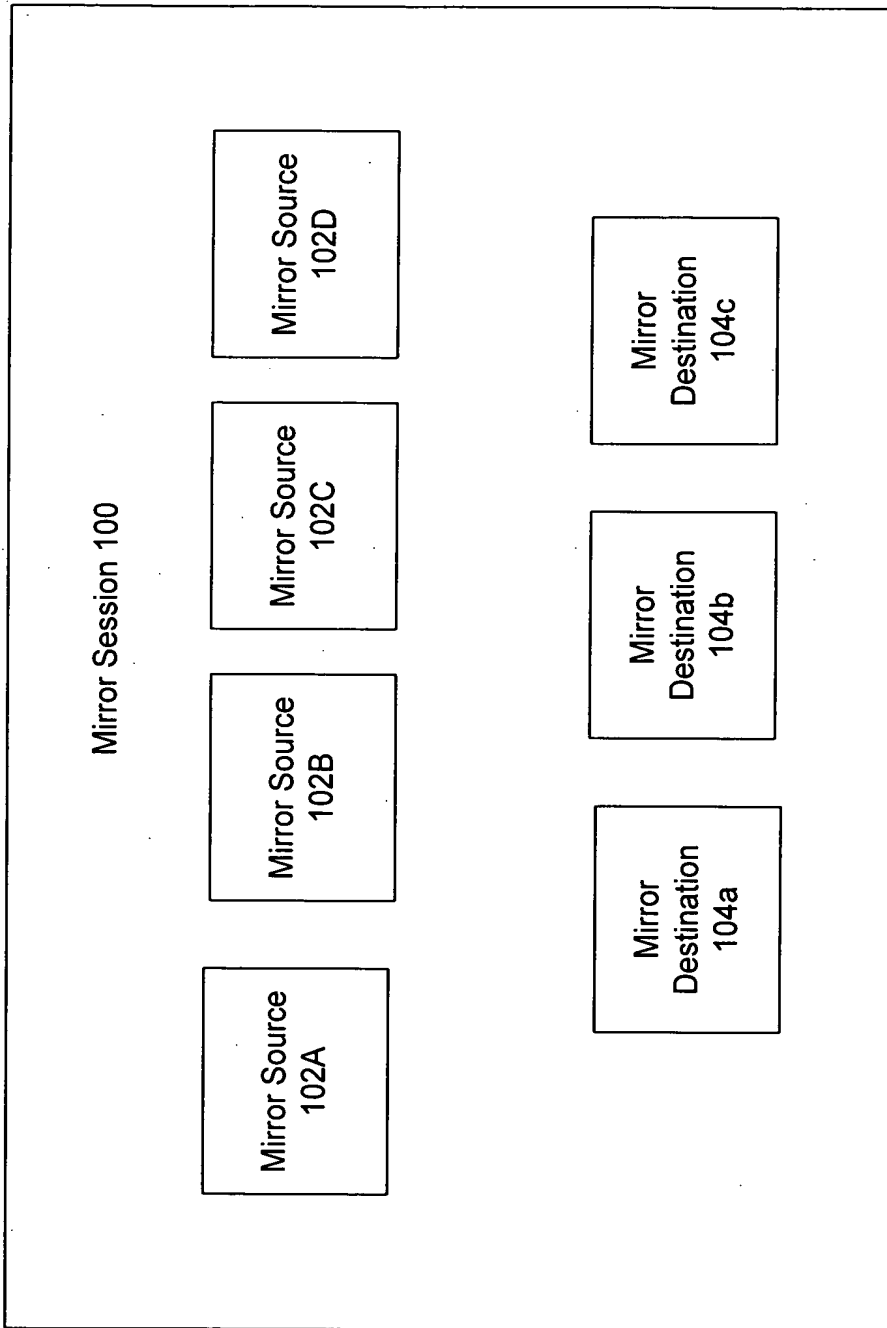 Mirror Session 100
Mirror Source
102A
Mirror Source
102B
Mirror Source
102C
Mirror Source
102D
Mirror
Destination
104a
Mirror
Destination
104b
Mirror
Destination
104c